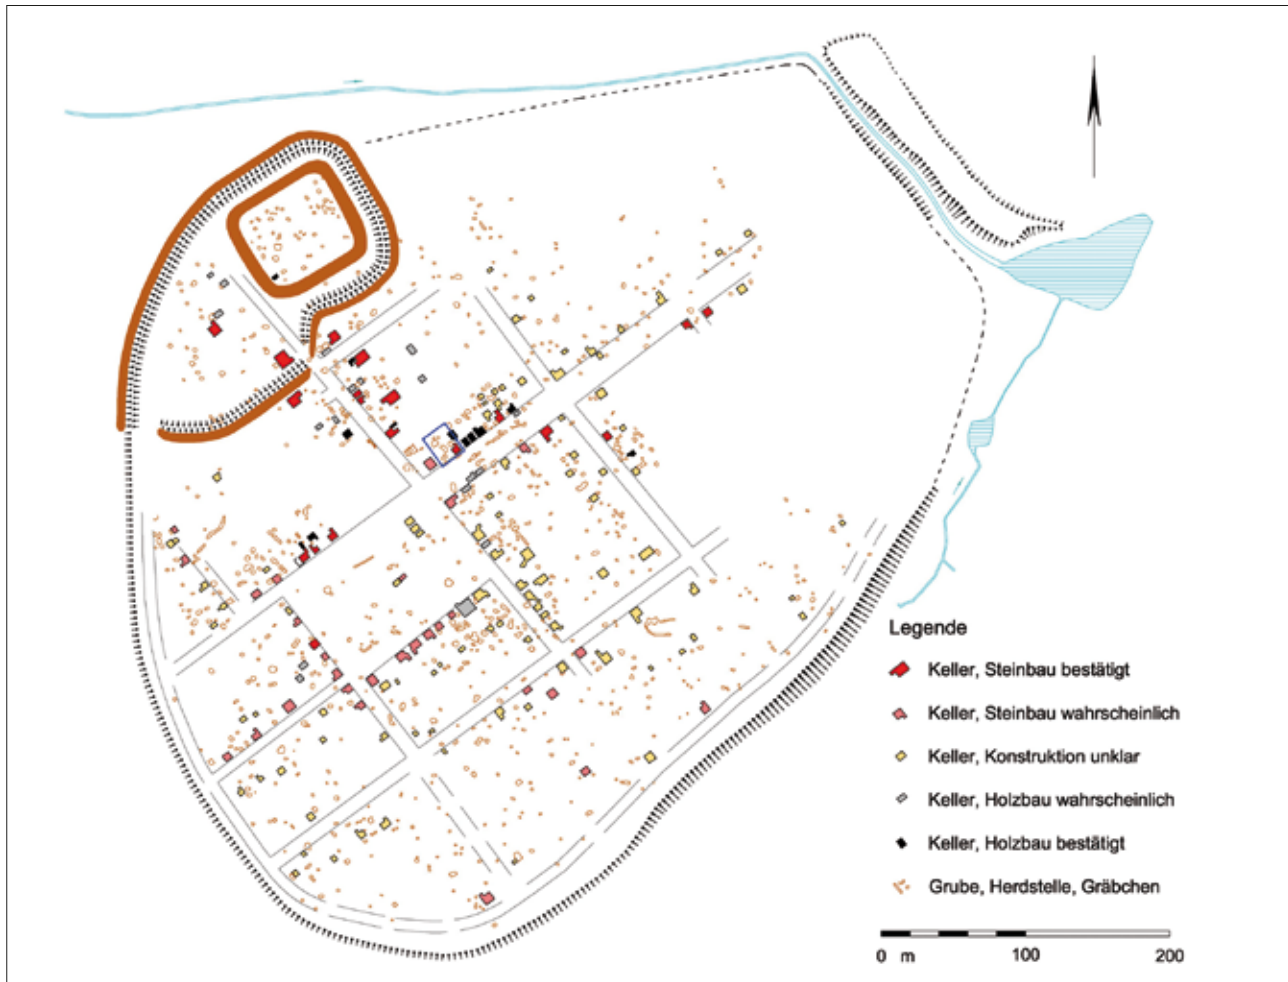 Legende
Keller, Steinbau bestätigt
Keller, Steinbau wahrscheinlich
Keller, Konstruktion unklar
Keller, Holzbau wahrscheinlich
Keller, Holzbau bestätigt
Grube, Herdstelle, Gräbchen
0 m 100 200